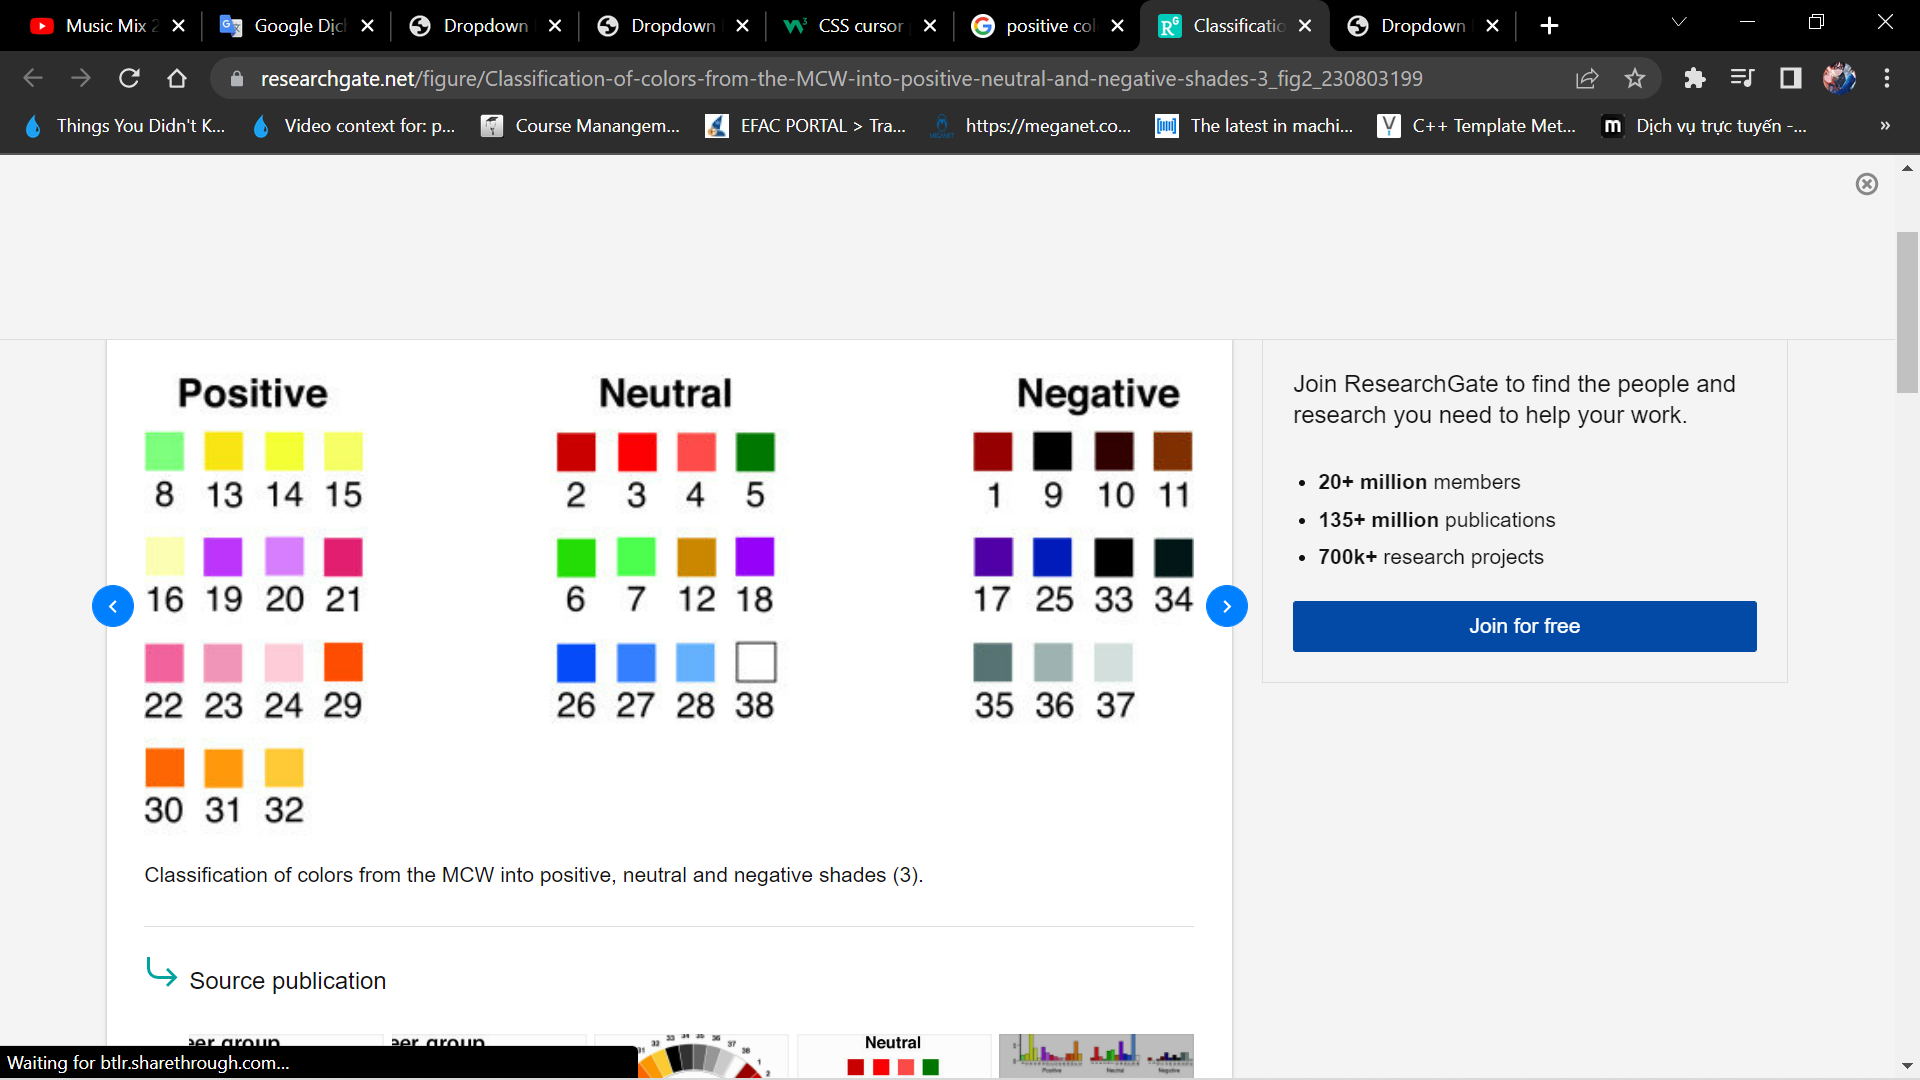 Music Mix 2
Google Dịch
Dropdown
Dropdown
CSS cursor
positive col
Classificatio
Dropdown
researchgate.net/figure/Classification-of-colors-from-the-MCW-into-positive-neutral-and-negative-shades-3_fig2_230803199
Things You Didn't K...
Video context for: p...
Course Manangem...
EFAC PORTAL > Tra...
https://meganet.co...
The latest in machi...
C++ Template Met...
Dịch vụ trực tuyến -...
Positive
Neutral
Negative
8 13 14 15
2 3 4 5
1 9 10 11
16 19 20 21
6 7 12 18
17 25 33 34
22 23 24 29
26 27 28 38
35 36 37
30 31 32
Classification of colors from the MCW into positive, neutral and negative shades (3).
Join ResearchGate to find the people and
research you need to help your work.
• 20+ million members
• 135+ million publications
• 700k+ research projects
Join for free
Source publication
Neutral
Positive Neutral Negative
Waiting for btlr.sharethrough.com...